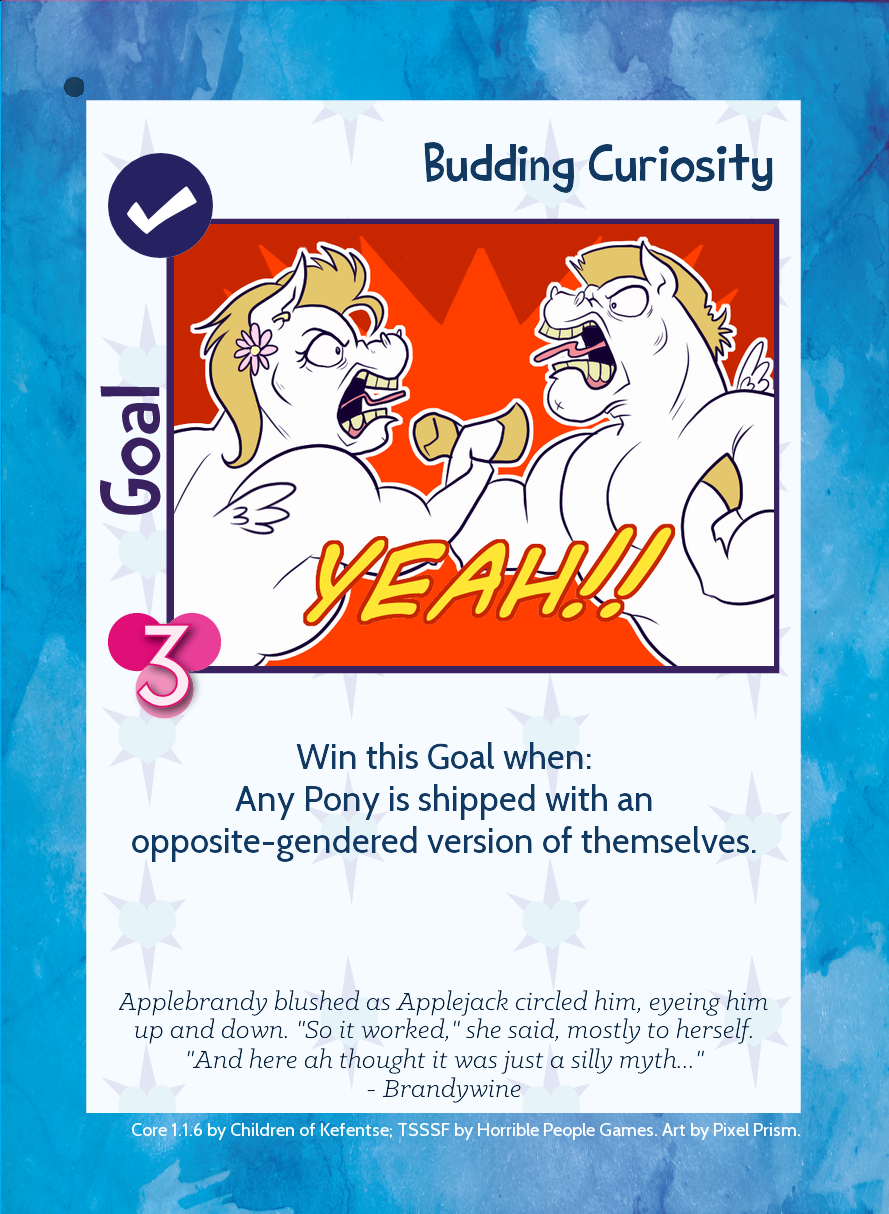 Budding Curiosity
Goal
YEAH!!
3
Win this Goal when:
Any Pony is shipped with an
opposite-gendered version of themselves.
Applebrandy blushed as Applejack circled him, eyeing him
up and down. "So it worked," she said, mostly to herself.
"And here ah thought it was just a silly myth..."
- Brandywine
Core 1.1.6 by Children of Kefentse; TSSSF by Horrible People Games. Art by Pixel Prism.